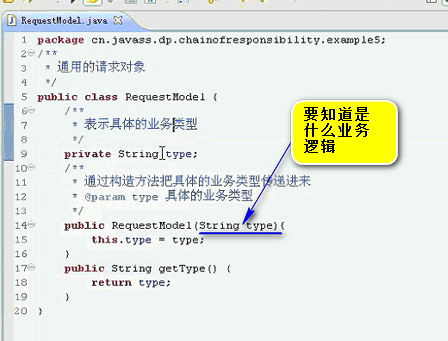 RequestModel.java
1 package cn.javass.dp.chainofresponsibility.example5;
2 /**
3 * 通用的请求对象
4 */
5 public class RequestModel {
6 /**
7 * 表示具体的业务类型
8 */
9 private String type;
10 /**
11 * 通过构造方法把具体的业务类型传递进来
12 * @param type 具体的业务类型
13 */
14 public RequestModel(String type){
15 this.type = type;
16 }
17 public String getType() {
18 return type;
19 }
20 }
要知道是
什么业务
逻辑